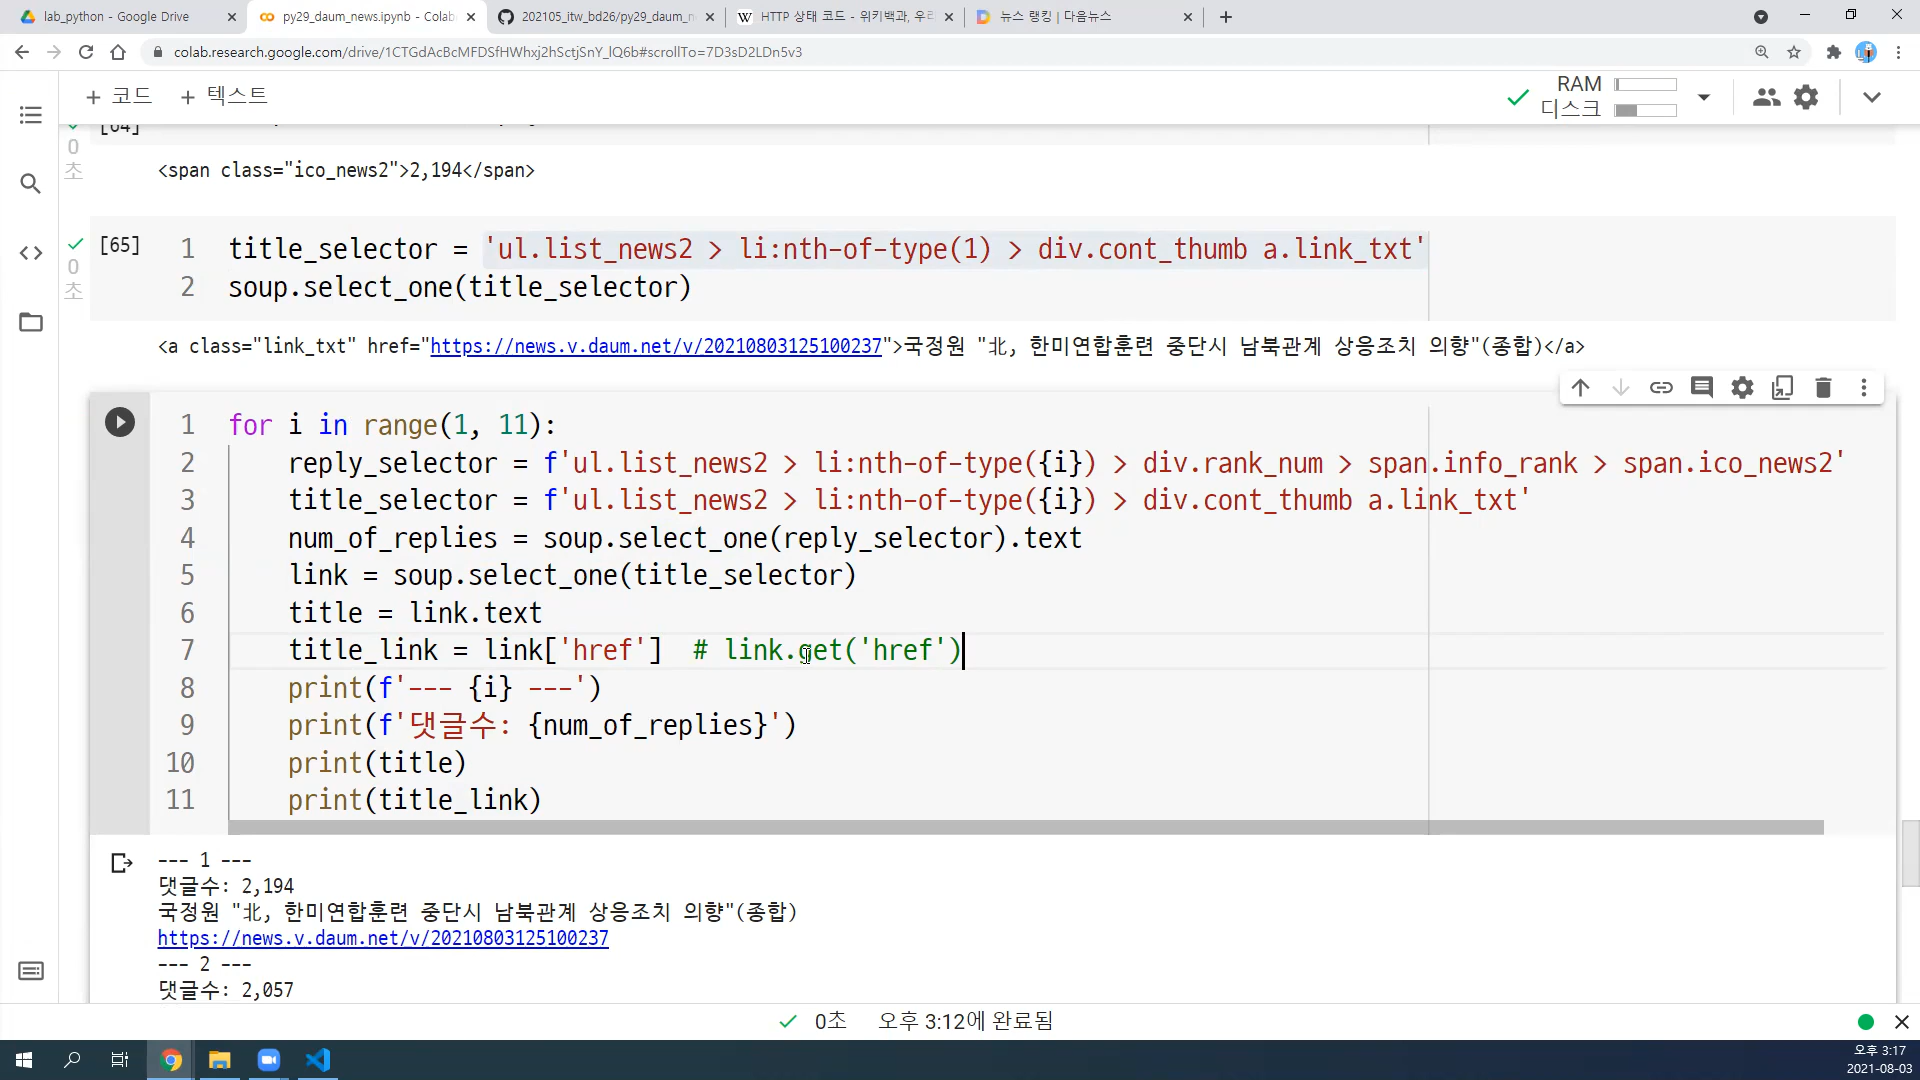 lab_python - Google Drive
py29_daum_news.ipynb - Colab
202105_itw_bd26/py29_daum_n
HTTP 상태 코드 - 위키백과, 우리
뉴스 랭킹 | 다음뉴스
colab.research.google.com/drive/1CTGdAcBcMFDSfHWhxj2hSctjSnY_lQ6b#scrollTo=7D3sD2LDn5v3
+ 코드 + 텍스트
RAM
디스크
[64]
0
초
<span class="ico_news2">2,194</span>
[65]
0
초
1 title_selector = 'ul.list_news2 > li:nth-of-type(1) > div.cont_thumb a.link_txt'
2 soup.select_one(title_selector)
<a class="link_txt" href="https://news.v.daum.net/v/20210803125100237">국정원 "北, 한미연합훈련 중단시 남북관계 상응조치 의향"(종합)</a>
1 for i in range(1, 11):
2     reply_selector = f'ul.list_news2 > li:nth-of-type({i}) > div.rank_num > span.info_rank > span.ico_news2'
3     title_selector = f'ul.list_news2 > li:nth-of-type({i}) > div.cont_thumb a.link_txt'
4     num_of_replies = soup.select_one(reply_selector).text
5     link = soup.select_one(title_selector)
6     title = link.text
7     title_link = link['href']  # link.get('href')
8     print(f'--- {i} ---')
9     print(f'댓글수: {num_of_replies}')
10     print(title)
11     print(title_link)
--- 1 ---
댓글수: 2,194
국정원 "北, 한미연합훈련 중단시 남북관계 상응조치 의향"(종합)
https://news.v.daum.net/v/20210803125100237
--- 2 ---
댓글수: 2,057
0초 오후 3:12에 완료됨
오후 3:17
2021-08-03